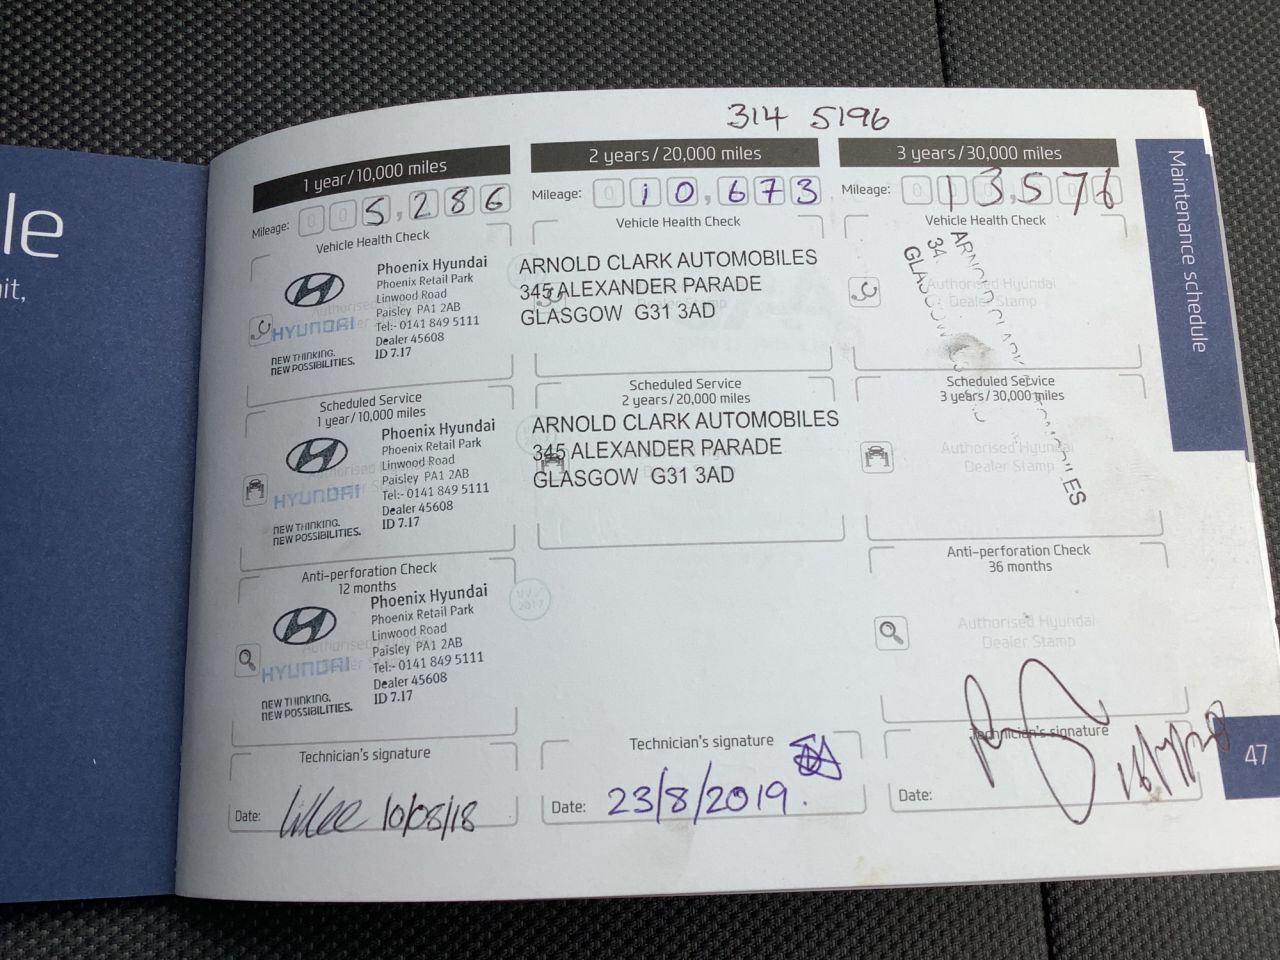 le
it,
314 5196
1 year/10,000 miles
Mileage: 005,286
Vehicle Health Check
Phoenix Hyundai
Phoenix Retail Park
Linwood Road
Paisley PA1 2AB
Tel:- 0141 849 5111
Dealer 45608
ID 7.17
HYUNDAI
NEW THINKING.
NEW POSSIBILITIES.
Scheduled Service
1 year/10,000 miles
Phoenix Hyundai
Phoenix Retail Park
Linwood Road
Paisley PA1 2AB
Tel:- 0141 849 5111
Dealer 45608
ID 7.17
HYUNDAI
NEW THINKING.
NEW POSSIBILITIES.
Anti-perforation Check
12 months
Phoenix Hyundai
Phoenix Retail Park
Linwood Road
Paisley PA1 2AB
Tel:- 0141 849 5111
Dealer 45608
ID 7.17
HYUNDAI
NEW THINKING.
NEW POSSIBILITIES.
Technician's signature
Date: 10/08/18
2 years/20,000 miles
Mileage: 010,673
Vehicle Health Check
ARNOLD CLARK AUTOMOBILES
345 ALEXANDER PARADE
GLASGOW G31 3AD
Scheduled Service
2 years/20,000 miles
ARNOLD CLARK AUTOMOBILES
345 ALEXANDER PARADE
GLASGOW G31 3AD
Technician's signature
Date: 23/8/2019.
3 years/30,000 miles
Mileage: 013,576
Vehicle Health Check
Authorised Hyundai
Dealer Stamp
Scheduled Service
3 years/30,000 miles
Authorised Hyundai
Dealer Stamp
Anti-perforation Check
36 months
Authorised Hyundai
Dealer Stamp
Technician's signature
Date:
Maintenance schedule
47